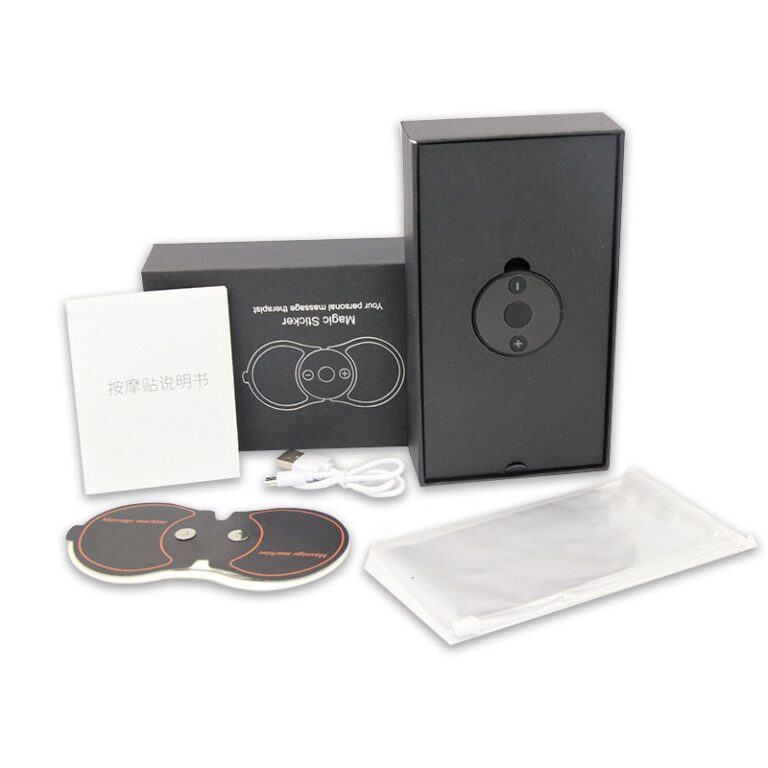 按摩贴说明书
Magic Sticker
Your personal massage therapist
Massage machine
Massage machine